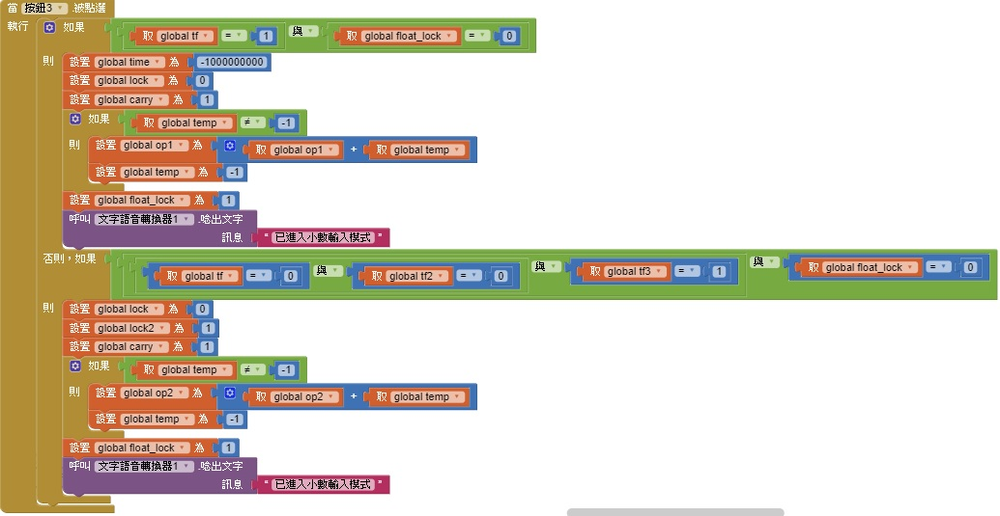 當 按鈕3 .被點選
執行 如果 取 global tf = 1 與 取 global float_lock = 0
則 設置 global time 為 -1000000000
設置 global lock 為 0
設置 global carry 為 1
如果 取 global temp ≠ -1
則 設置 global op1 為 取 global op1 + 取 global temp
設置 global temp 為 -1
設置 global float_lock 為 1
呼叫 文字語音轉換器1 .唸出文字
訊息 " 已進入小數輸入模式 "
否則,如果 取 global tf = 0 與 取 global tf2 = 0 與 取 global tf3 = 1 與 取 global float_lock = 0
則 設置 global lock 為 0
設置 global lock2 為 1
設置 global carry 為 1
如果 取 global temp ≠ -1
則 設置 global op2 為 取 global op2 + 取 global temp
設置 global temp 為 -1
設置 global float_lock 為 1
呼叫 文字語音轉換器1 .唸出文字
訊息 " 已進入小數輸入模式 "